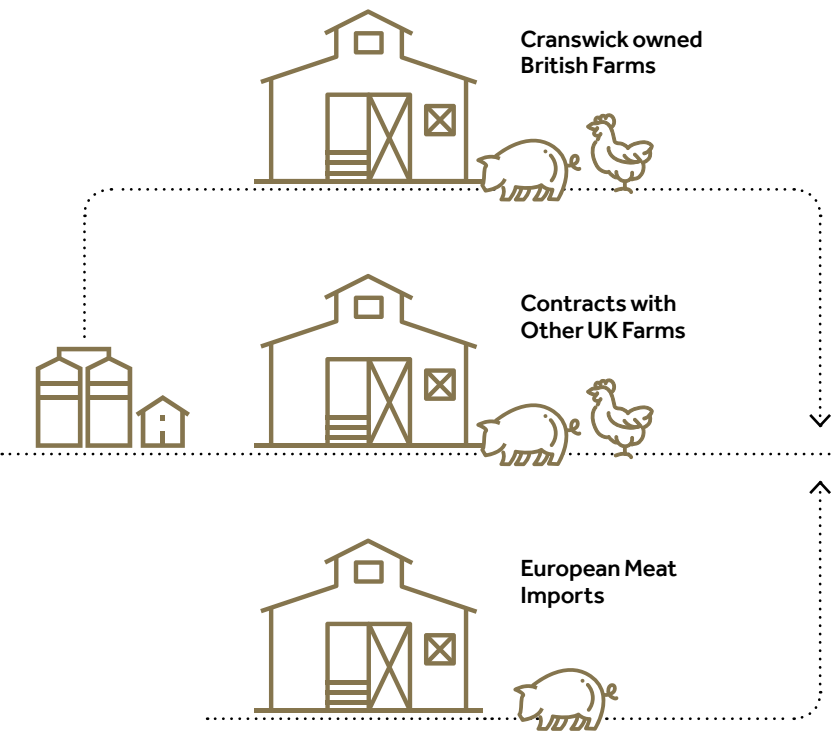 Cranswick owned
British Farms
Contracts with
Other UK Farms
European Meat
Imports